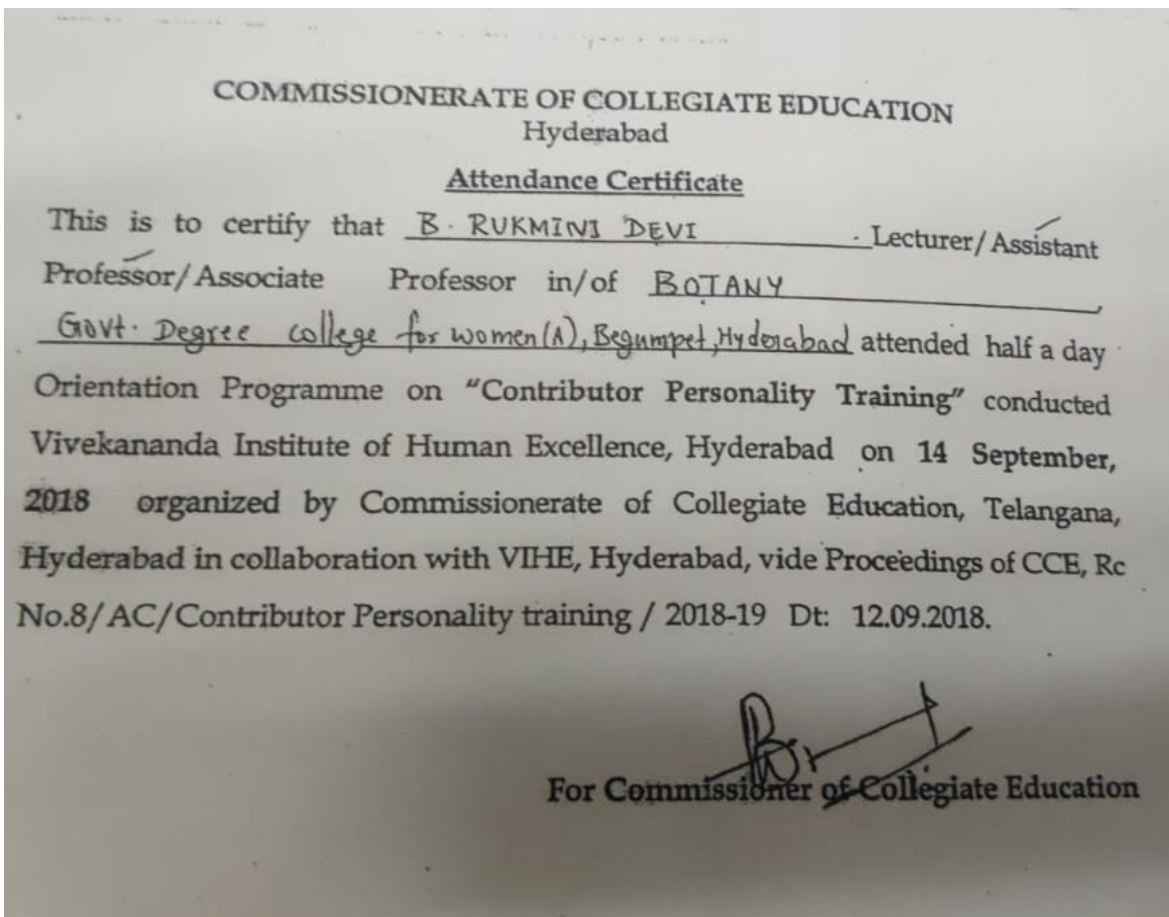 COMMISSIONERATE OF COLLEGIATE EDUCATION
Hyderabad
Attendance Certificate
This is to certify that B. RUKMINI DEVI . Lecturer/Assistant
Professor/Associate Professor in/of BOTANY ,
Govt. Degree college for women(A), Begumpet, Hyderabad attended half a day
Orientation Programme on “Contributor Personality Training” conducted
Vivekananda Institute of Human Excellence, Hyderabad on 14 September,
2018 organized by Commissionerate of Collegiate Education, Telangana,
Hyderabad in collaboration with VIHE, Hyderabad, vide Proceedings of CCE, Rc
No.8/AC/Contributor Personality training / 2018-19 Dt: 12.09.2018.
For Commissioner of Collegiate Education